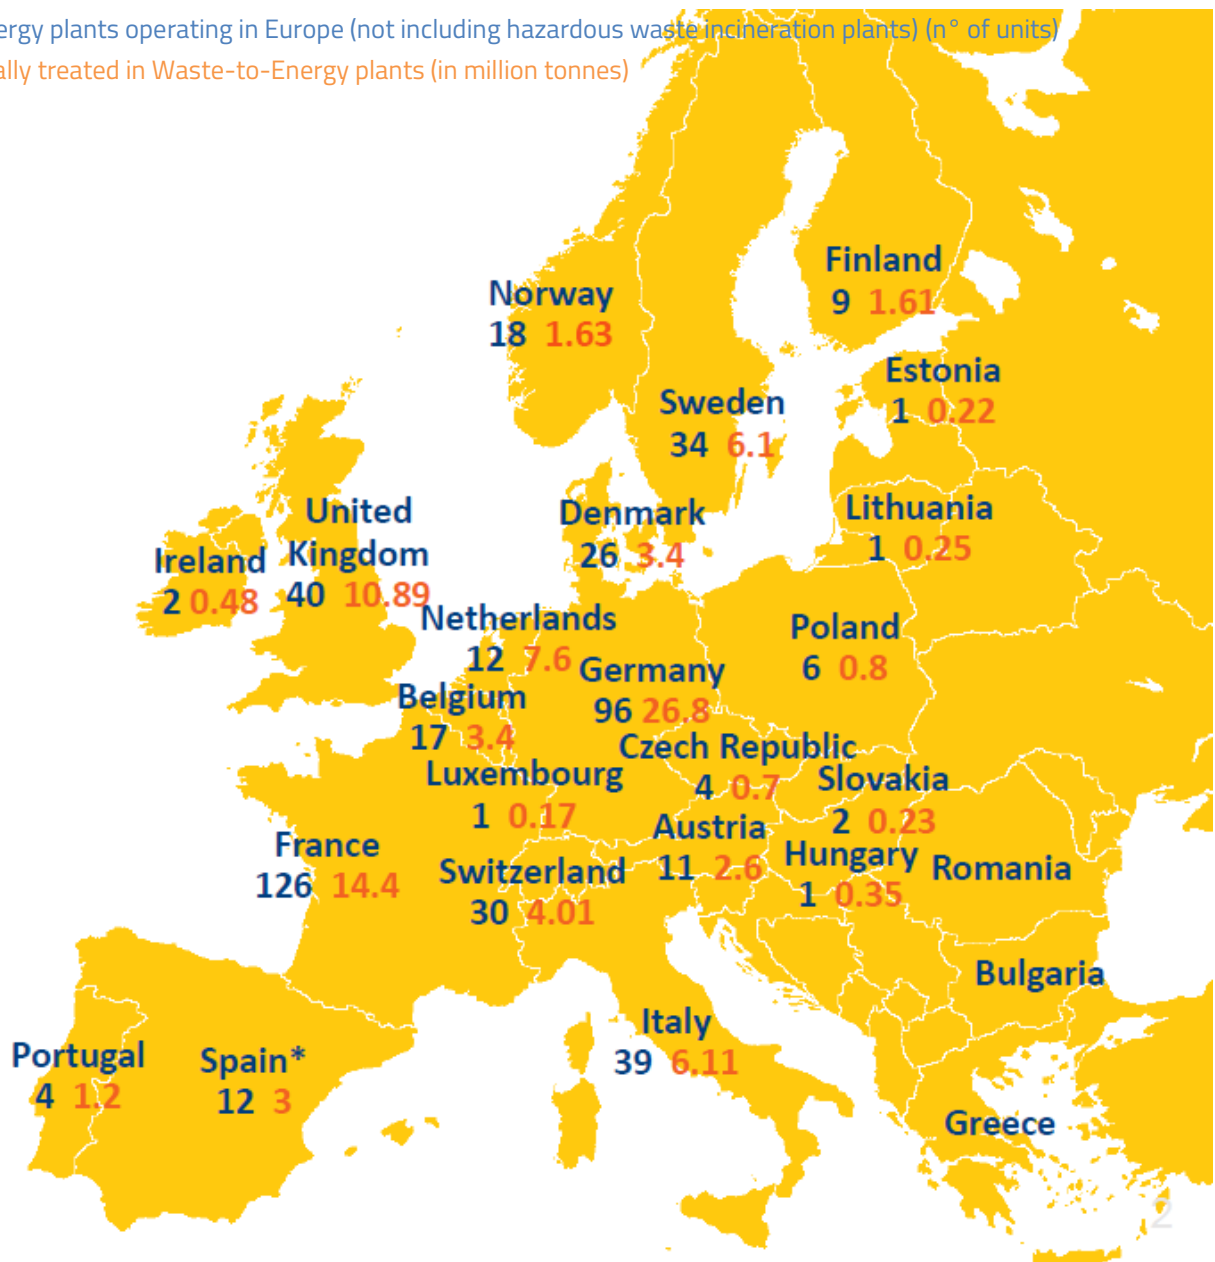 ergy plants operating in Europe (not including hazardous waste incineration plants) (n° of units)
ally treated in Waste-to-Energy plants (in million tonnes)
Finland
9 1.61
Norway
18 1.63
Estonia
1 0.22
Sweden
34 6.1
Lithuania
1 0.25
United
Kingdom
40 10.89
Denmark
26 3.4
Ireland
2 0.48
Netherlands
12 7.6
Poland
6 0.8
Germany
96 26.8
Belgium
17 3.4
Czech Republic
4 0.7
Luxembourg
1 0.17
Slovakia
2 0.23
Austria
11 2.6
France
126 14.4
Switzerland
30 4.01
Hungary
1 0.35
Romania
Bulgaria
Italy
39 6.11
Portugal
4 1.2
Spain*
12 3
Greece
2